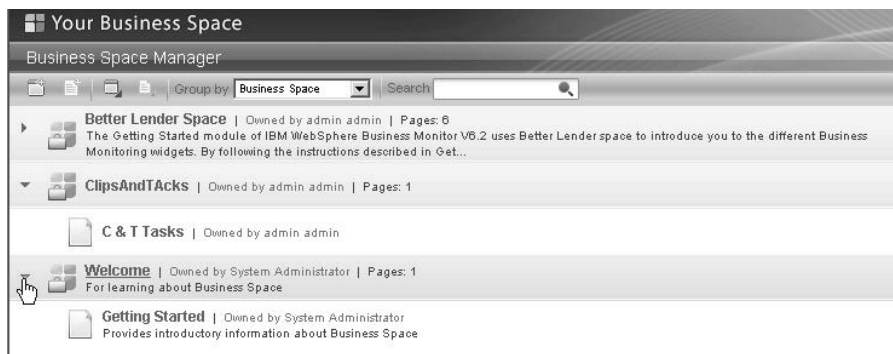 Your Business Space
Business Space Manager
Group by Business Space Search
Better Lender Space | Owned by admin admin | Pages: 6
The Getting Started module of IBM WebSphere Business Monitor V6.2 uses Better Lender space to introduce you to the different Business
Monitoring widgets. By following the instructions described in Get...
ClipsAndTAcks | Owned by admin admin | Pages: 1
C & T Tasks | Owned by admin admin
Welcome | Owned by System Administrator | Pages: 1
For learning about Business Space
Getting Started | Owned by System Administrator
Provides introductory information about Business Space